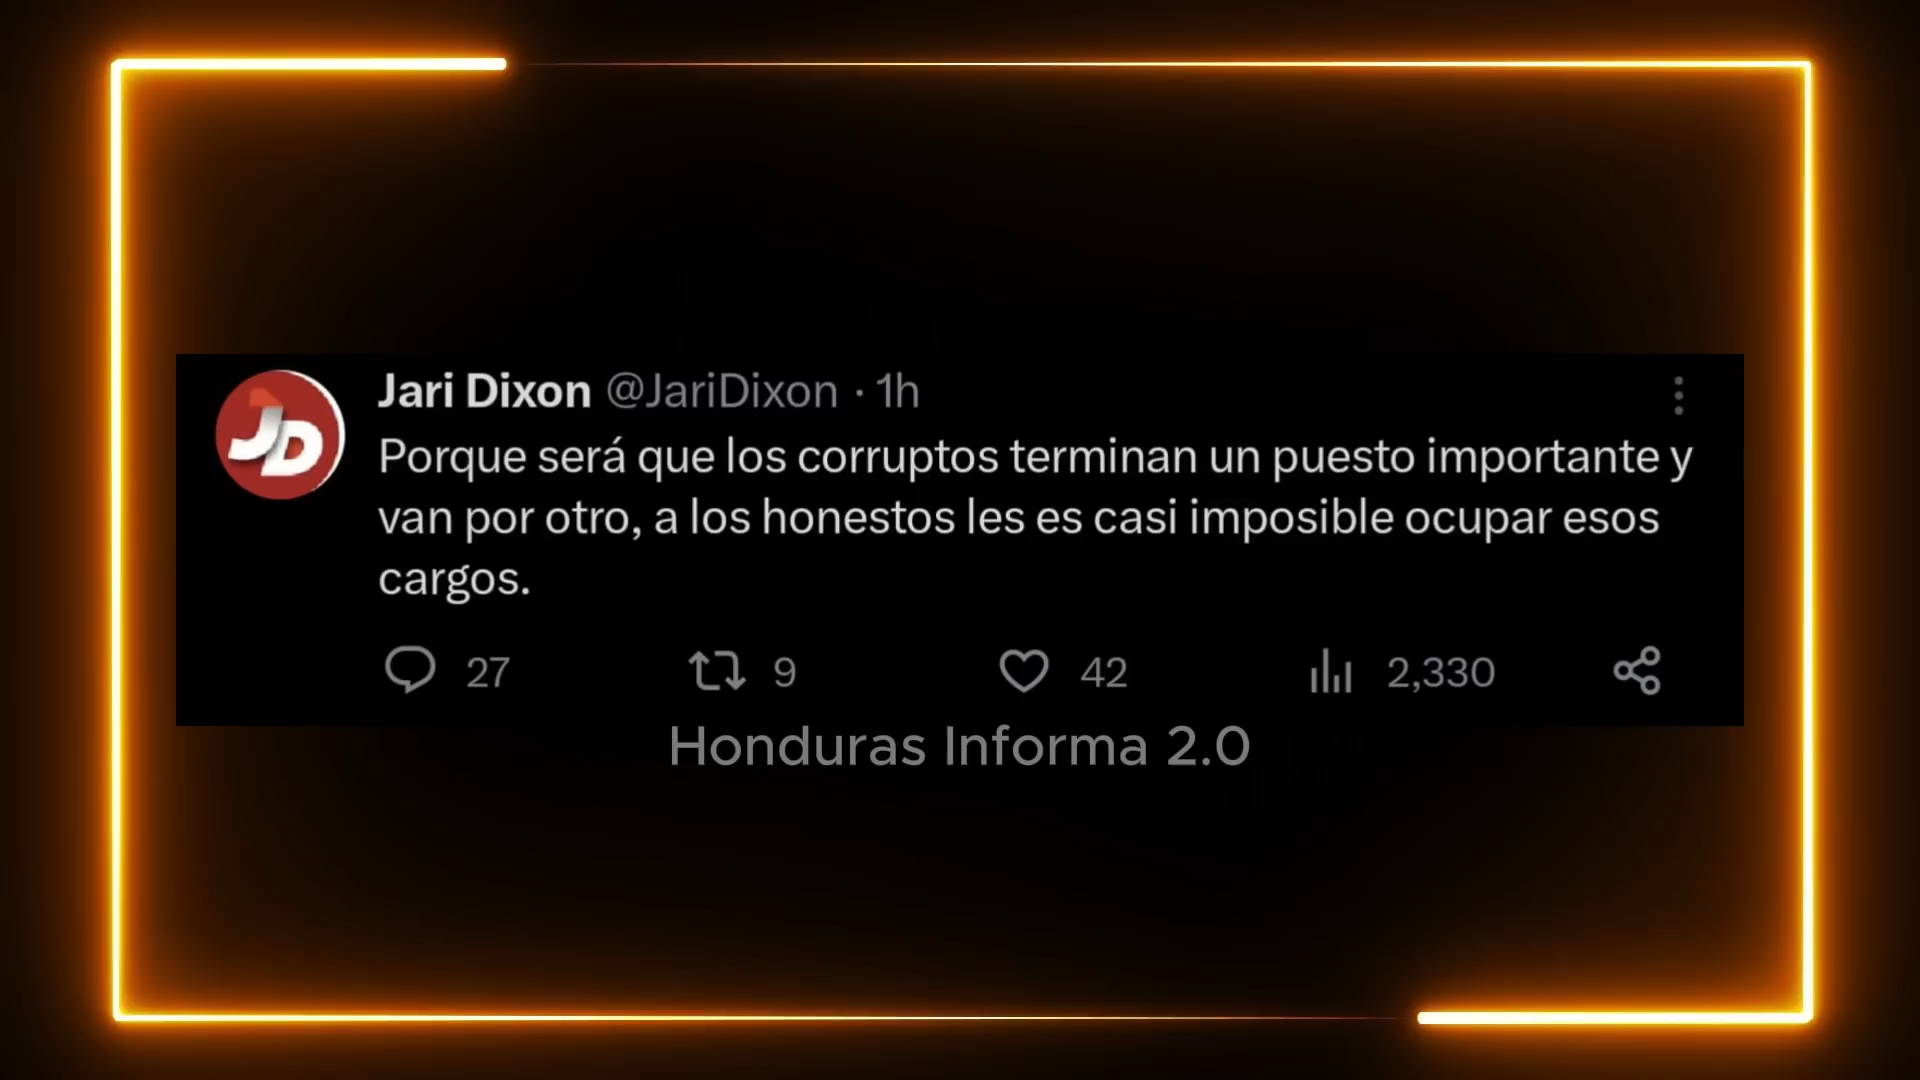 JD
Jari Dixon @JariDixon · 1h
Porque será que los corruptos terminan un puesto importante y
van por otro, a los honestos les es casi imposible ocupar esos
cargos.
27 9 42 2,330
Honduras Informa 2.0